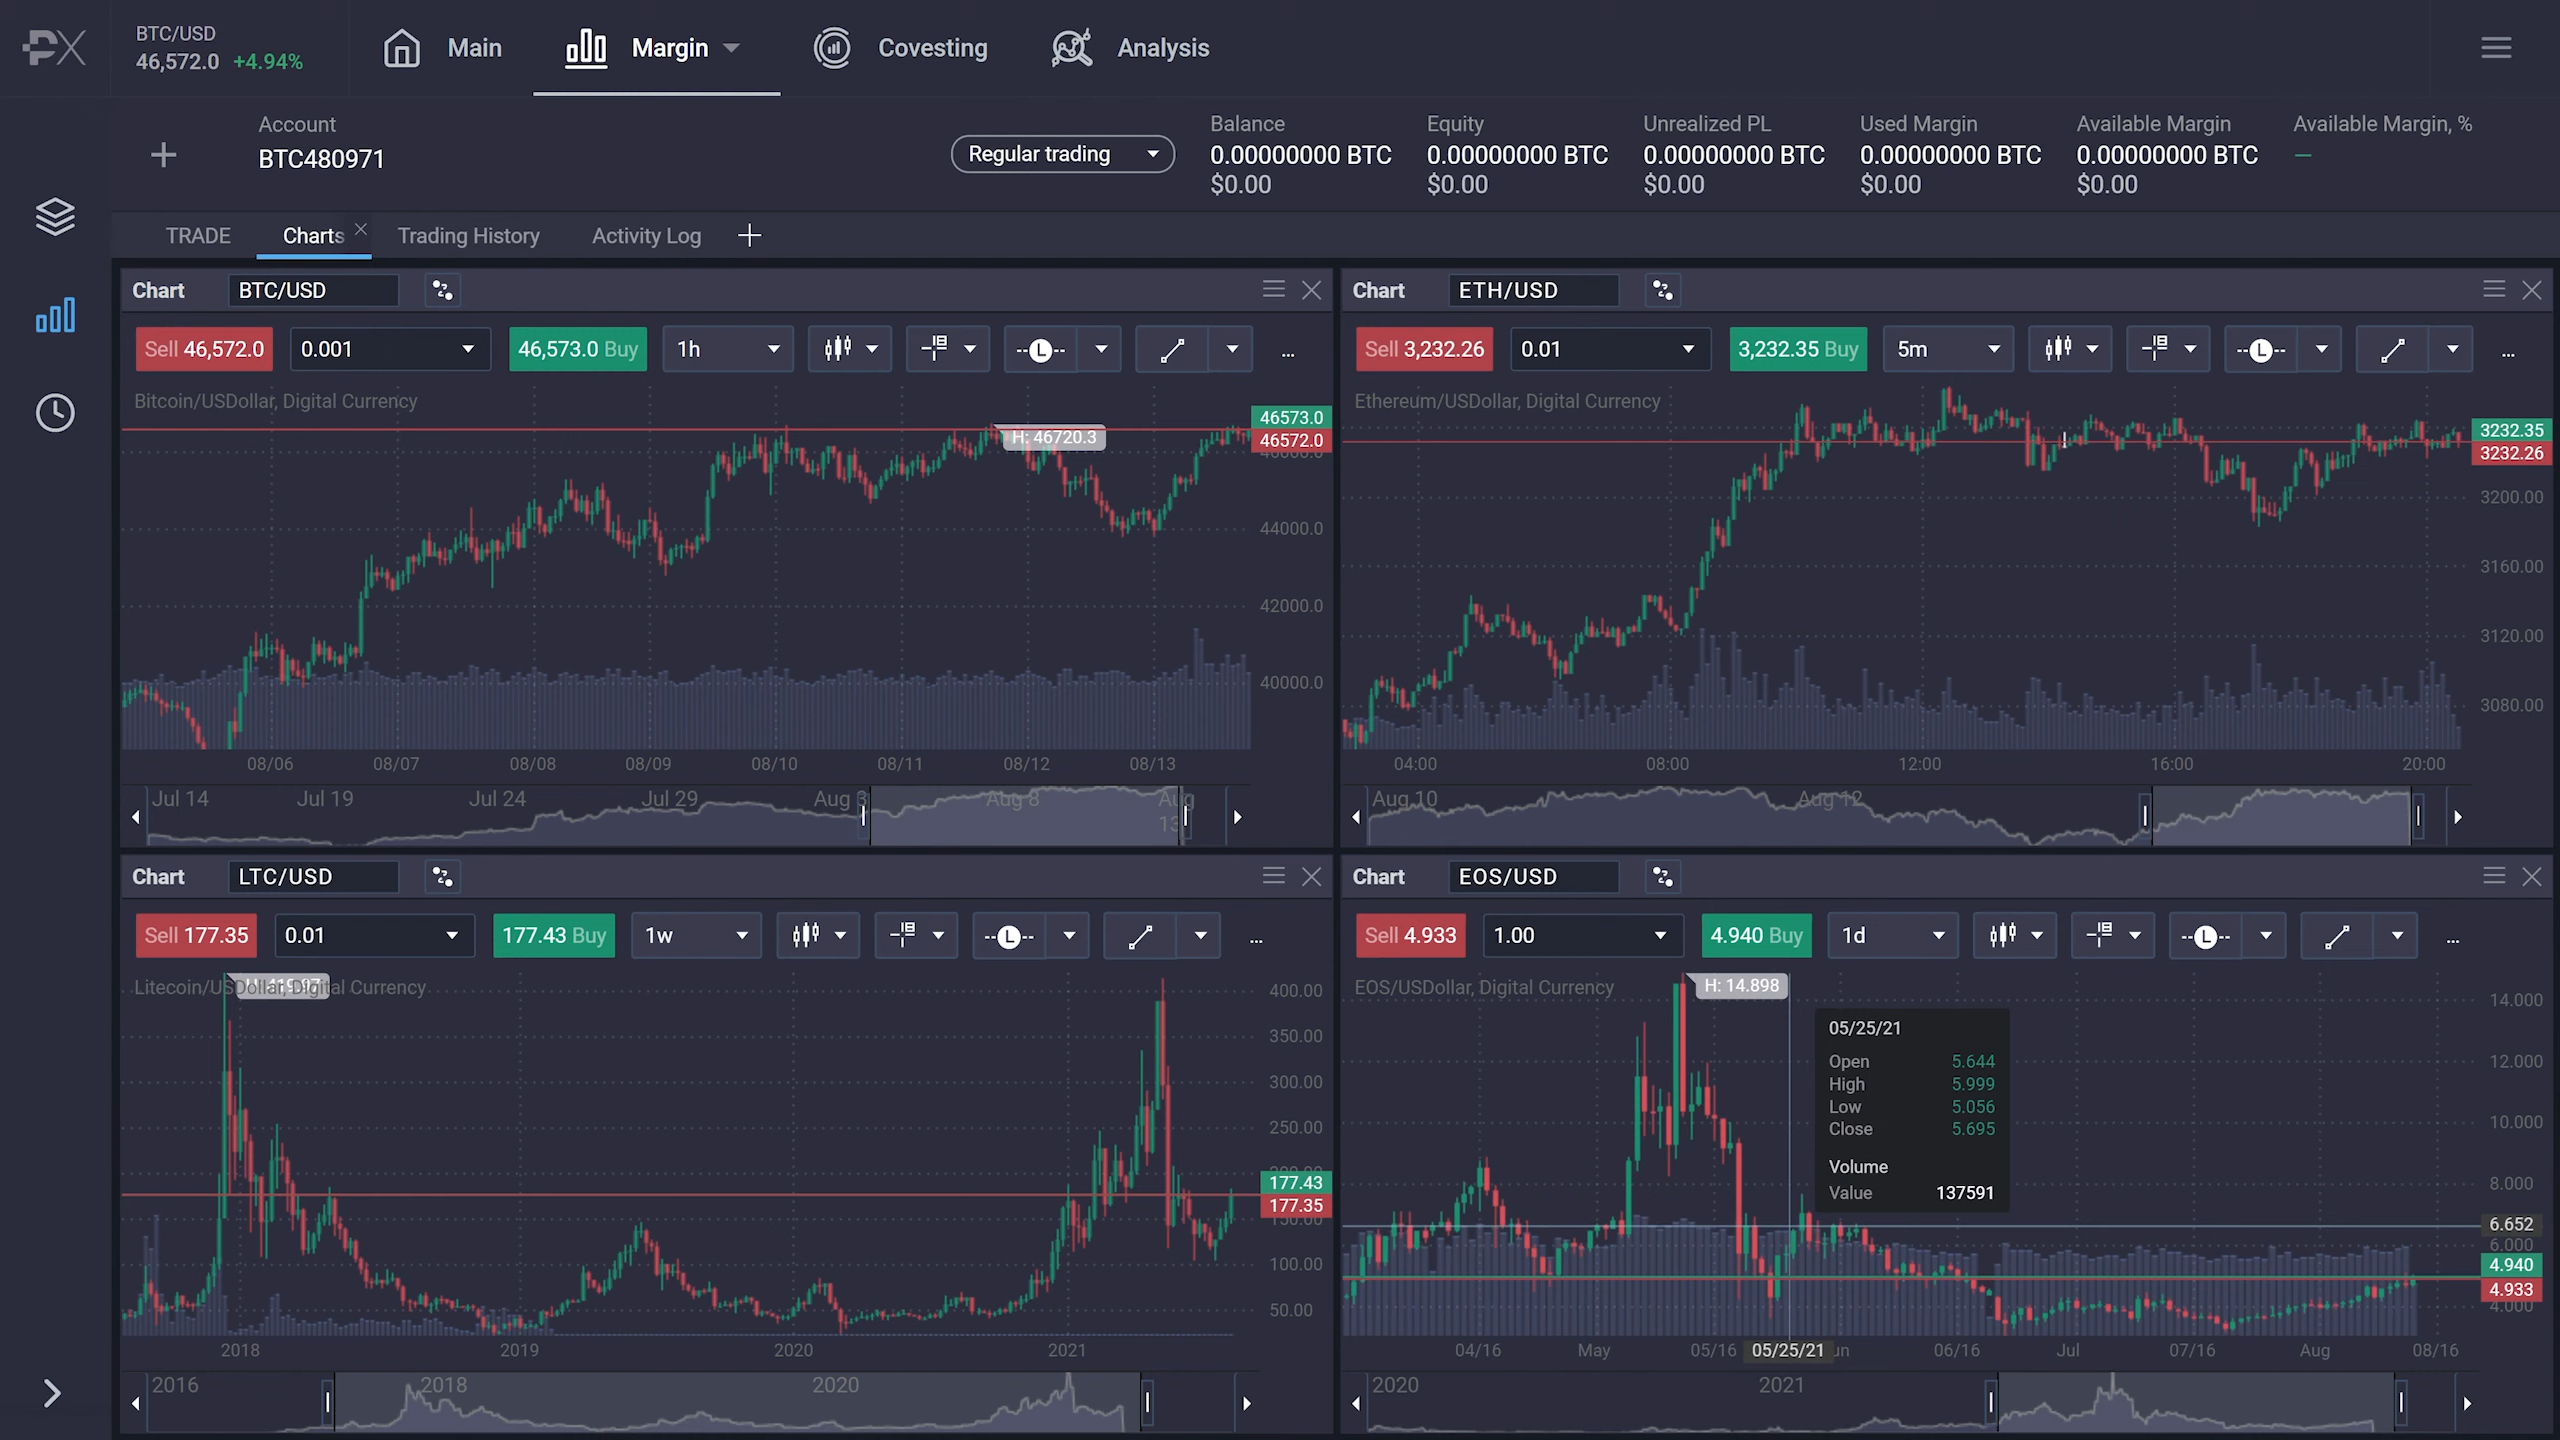 PX
BTC/USD
46,572.0 +4.94%
Main
Margin
Covesting
Analysis
Account
BTC480971
Regular trading
Balance
0.00000000 BTC
$0.00
Equity
0.00000000 BTC
$0.00
Unrealized PL
0.00000000 BTC
$0.00
Used Margin
0.00000000 BTC
$0.00
Available Margin
0.00000000 BTC
$0.00
Available Margin, %
—
TRADE
Charts
Trading History
Activity Log
Chart
BTC/USD
Sell 46,572.0
0.001
46,573.0 Buy
1h
L
...
Bitcoin/USDollar, Digital Currency
H: 46720.3
46573.0
46572.0
44000.0
42000.0
40000.0
08/06 08/07 08/08 08/09 08/10 08/11 08/12 08/13
Jul 14 Jul 19 Jul 24 Jul 29 Aug 3 Aug 8 Aug
13
Chart
ETH/USD
Sell 3,232.26
0.01
3,232.35 Buy
5m
L
...
Ethereum/USDollar, Digital Currency
3232.35
3232.26
3200.00
3160.00
3120.00
3080.00
04:00 08:00 12:00 16:00 20:00
Aug 10 Aug 12
Chart
LTC/USD
Sell 177.35
0.01
177.43 Buy
1w
L
...
Litecoin/USDollar, Digital Currency
400.00
350.00
300.00
250.00
177.43
177.35
100.00
50.00
2018 2019 2020 2021
2016 2018 2020
Chart
EOS/USD
Sell 4.933
1.00
4.940 Buy
1d
L
...
EOS/USDollar, Digital Currency
H: 14.898
05/25/21
Open 5.644
High 5.999
Low 5.056
Close 5.695
Volume
Value 137591
14.000
12.000
10.000
8.000
6.652
6.000
4.940
4.933
4.000
04/16 May 05/16 05/25/21 06/16 Jul 07/16 Aug 08/16
2020 2021